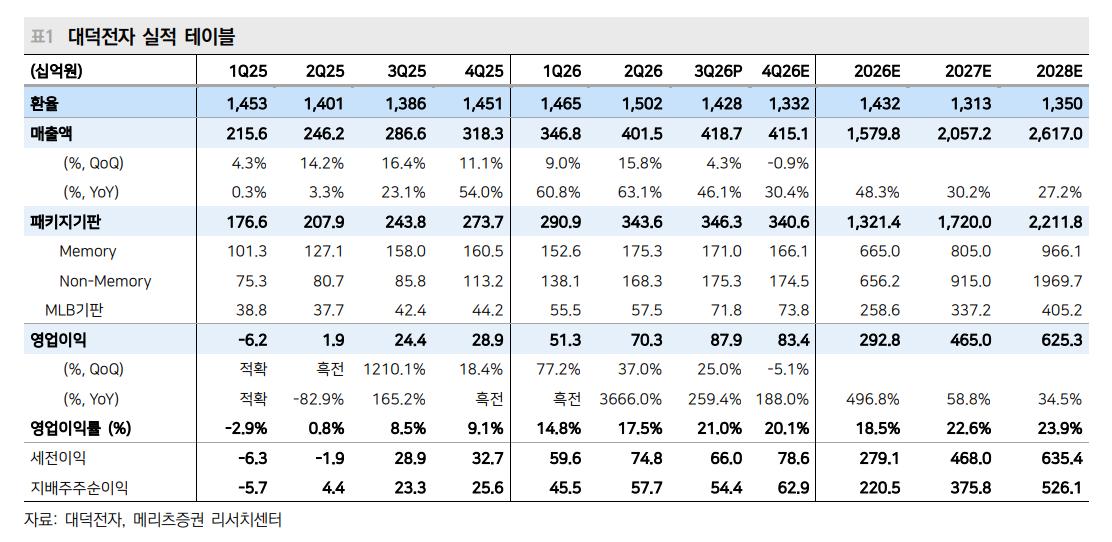 표1 대덕전자 실적 테이블
(십억원) 1Q25 2Q25 3Q25 4Q25 1Q26 2Q26 3Q26P 4Q26E 2026E 2027E 2028E
환율 1,453 1,401 1,386 1,451 1,465 1,502 1,428 1,332 1,432 1,313 1,350
매출액 215.6 246.2 286.6 318.3 346.8 401.5 418.7 415.1 1,579.8 2,057.2 2,617.0
(%, QoQ) 4.3% 14.2% 16.4% 11.1% 9.0% 15.8% 4.3% -0.9%
(%, YoY) 0.3% 3.3% 23.1% 54.0% 60.8% 63.1% 46.1% 30.4% 48.3% 30.2% 27.2%
패키지기판 176.6 207.9 243.8 273.7 290.9 343.6 346.3 340.6 1,321.4 1,720.0 2,211.8
Memory 101.3 127.1 158.0 160.5 152.6 175.3 171.0 166.1 665.0 805.0 966.1
Non-Memory 75.3 80.7 85.8 113.2 138.1 168.3 175.3 174.5 656.2 915.0 1969.7
MLB기판 38.8 37.7 42.4 44.2 55.5 57.5 71.8 73.8 258.6 337.2 405.2
영업이익 -6.2 1.9 24.4 28.9 51.3 70.3 87.9 83.4 292.8 465.0 625.3
(%, QoQ) 적확 흑전 1210.1% 18.4% 77.2% 37.0% 25.0% -5.1%
(%, YoY) 적확 -82.9% 165.2% 흑전 흑전 3666.0% 259.4% 188.0% 496.8% 58.8% 34.5%
영업이익률 (%) -2.9% 0.8% 8.5% 9.1% 14.8% 17.5% 21.0% 20.1% 18.5% 22.6% 23.9%
세전이익 -6.3 -1.9 28.9 32.7 59.6 74.8 66.0 78.6 279.1 468.0 635.4
지배주주순이익 -5.7 4.4 23.3 25.6 45.5 57.7 54.4 62.9 220.5 375.8 526.1
자료: 대덕전자, 메리츠증권 리서치센터